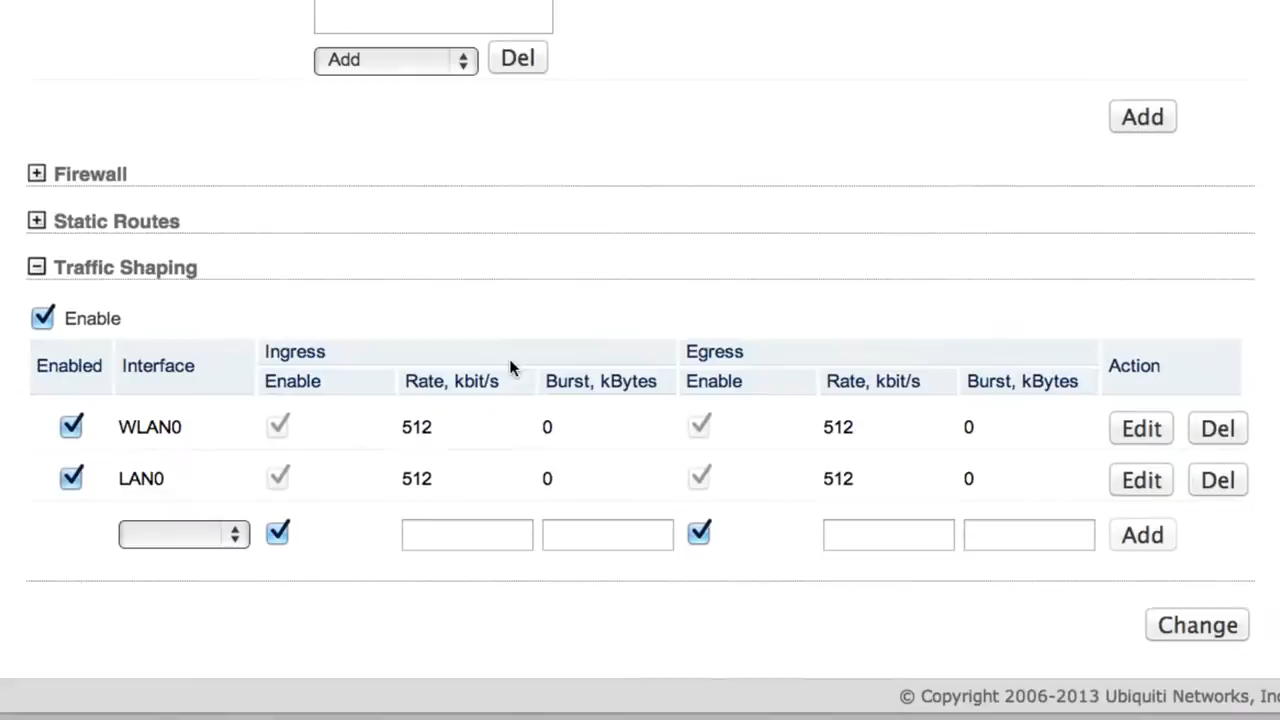 Add Del
Add
Firewall
Static Routes
Traffic Shaping
Enable
Enabled Interface Ingress Egress Action
Enable Rate, kbit/s Burst, kBytes Enable Rate, kbit/s Burst, kBytes
WLAN0 512 0 512 0 Edit Del
LAN0 512 0 512 0 Edit Del
Add
Change
© Copyright 2006-2013 Ubiquiti Networks, Inc